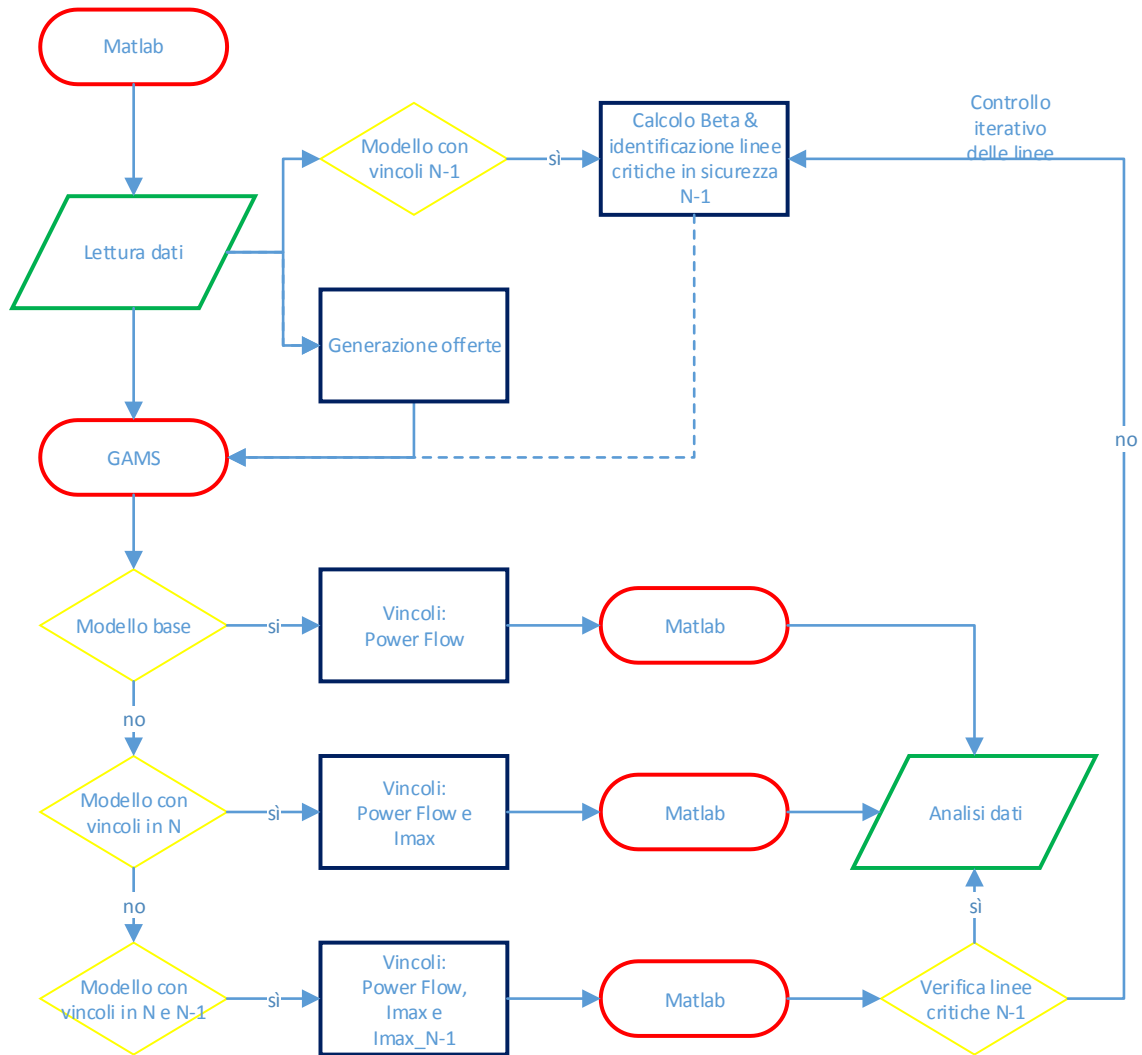 Matlab
Controllo
iterativo
delle linee
Modello con
vincoli N-1
sì
Calcolo Beta &
identificazione linee
critiche in sicurezza
N-1
Lettura dati
Generazione offerte
GAMS
no
Modello base
si
Vincoli:
Power Flow
Matlab
no
Modello con
vincoli in N
sì
Vincoli:
Power Flow e
Imax
Matlab
Analisi dati
no
sì
Modello con
vincoli in N e N-1
sì
Vincoli:
Power Flow,
Imax e
Imax_N-1
Matlab
Verifica linee
critiche N-1